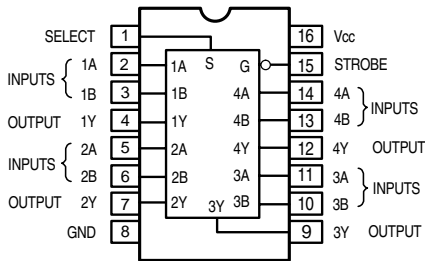 SELECT 1 16 Vcc
S G
1A 2 1A 15 STROBE
INPUTS
1B 3 1B 4A 14 4A
INPUTS
OUTPUT 1Y 4 1Y 4B 13 4B
2A 5 2A 4Y 12 4Y OUTPUT
INPUTS
2B 6 2B 3A 11 3A
INPUTS
OUTPUT 2Y 7 2Y 3Y 3B 10 3B
GND 8 9 3Y OUTPUT